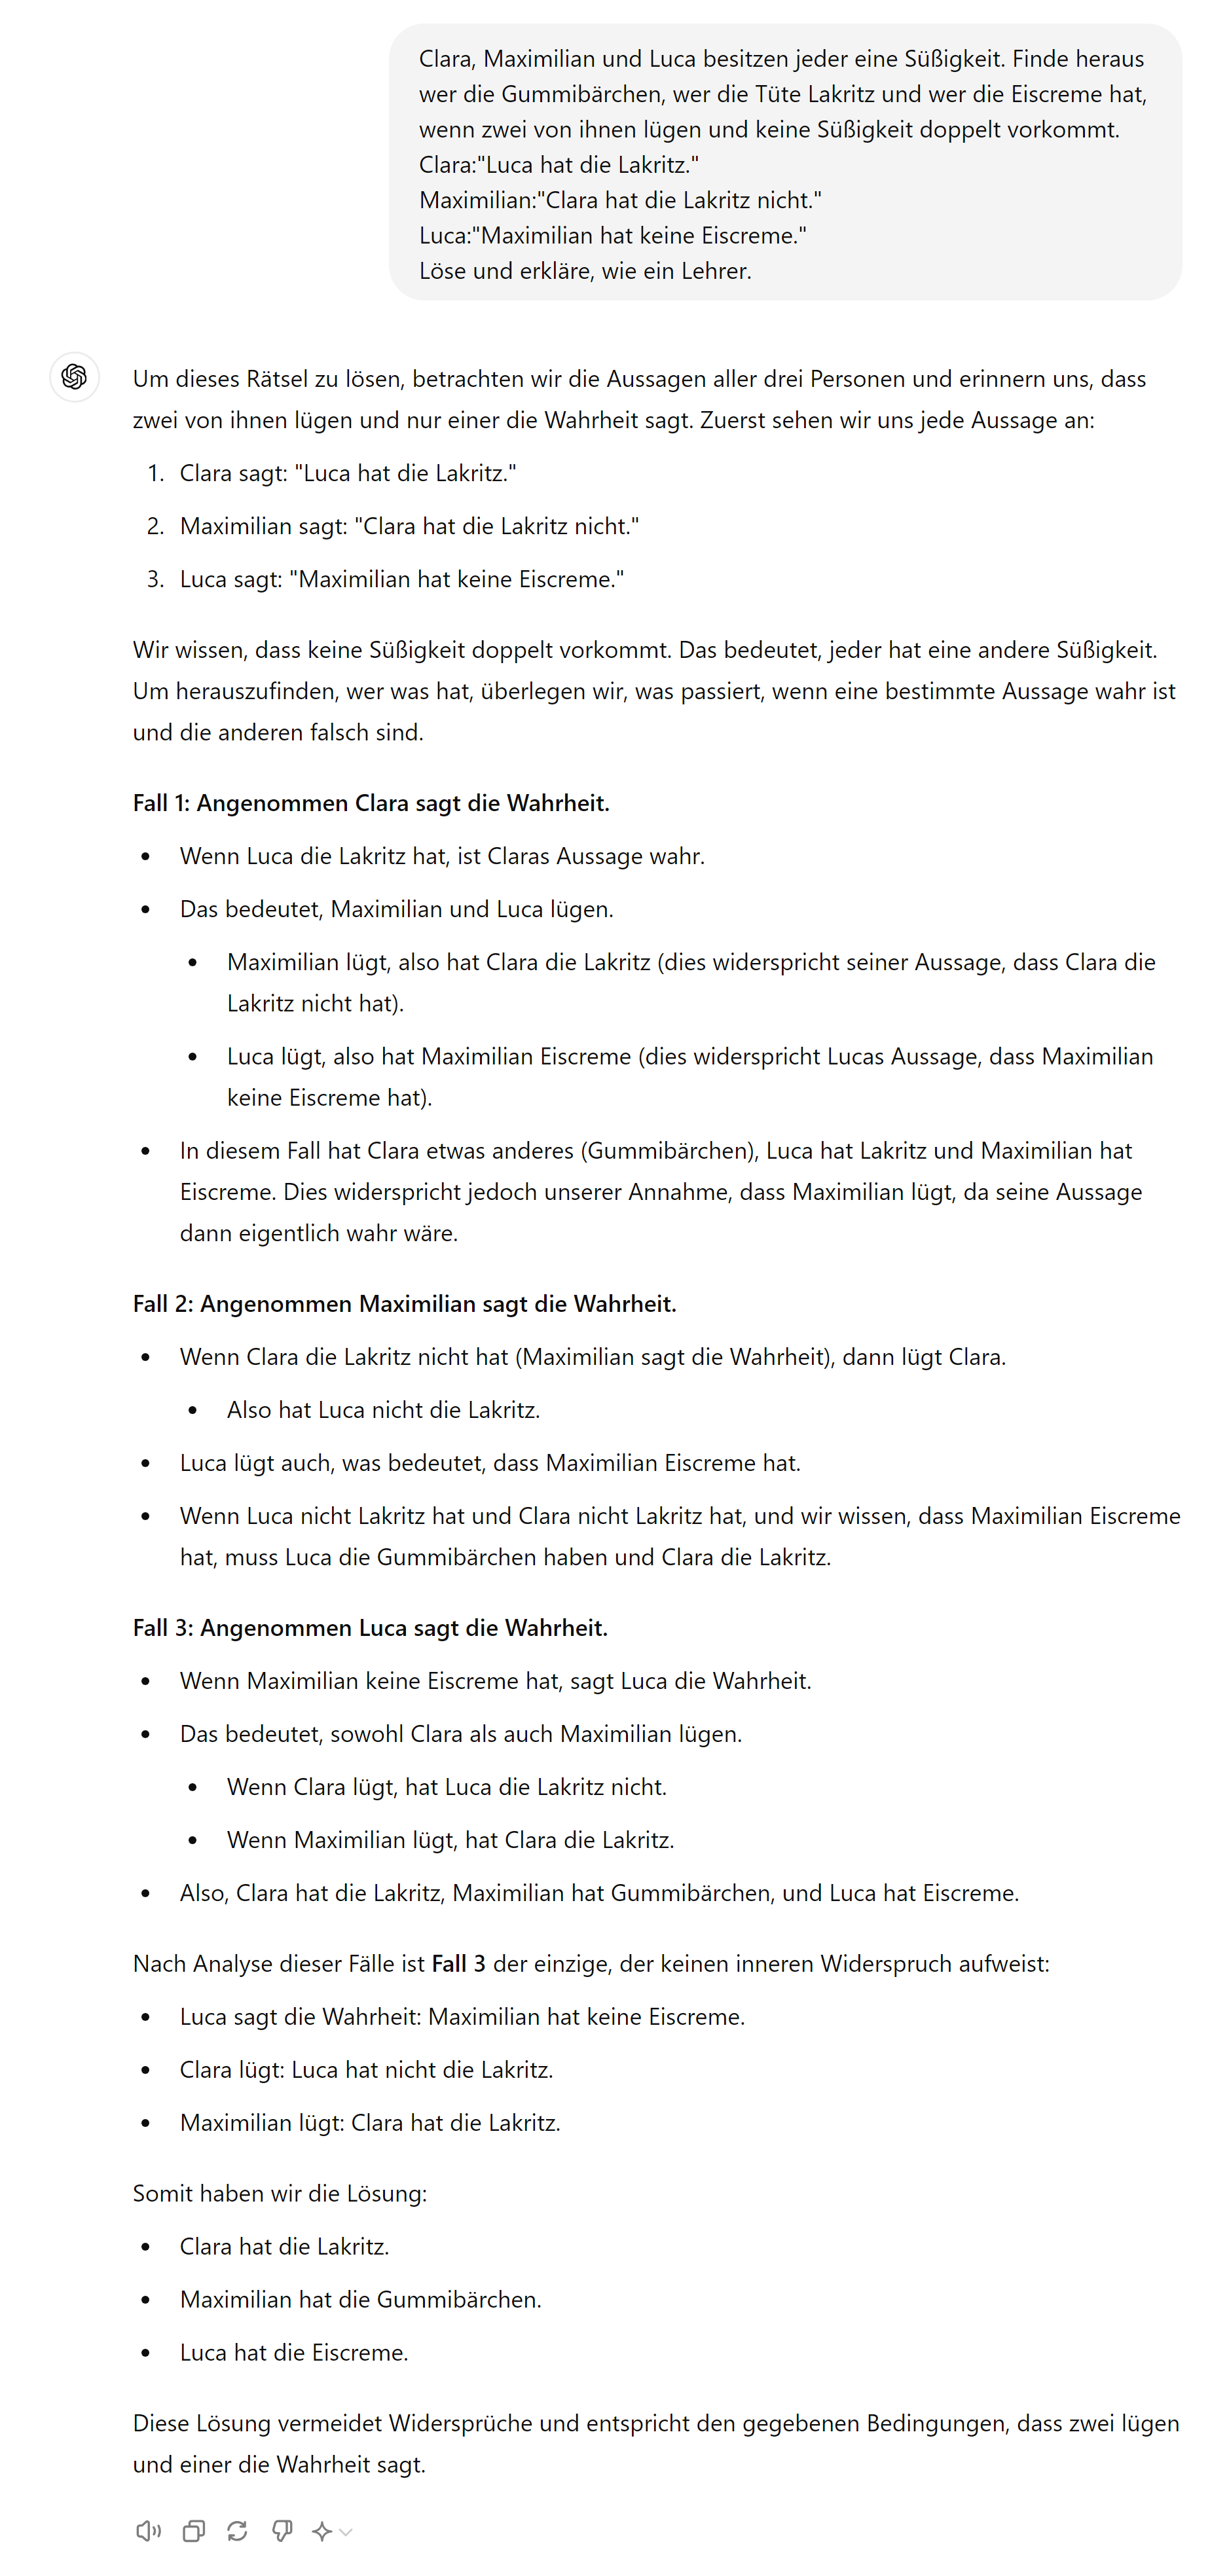 Clara, Maximilian und Luca besitzen jeder eine Süßigkeit. Finde heraus
wer die Gummibärchen, wer die Tüte Lakritz und wer die Eiscreme hat,
wenn zwei von ihnen lügen und keine Süßigkeit doppelt vorkommt.
Clara:"Luca hat die Lakritz."
Maximilian:"Clara hat die Lakritz nicht."
Luca:"Maximilian hat keine Eiscreme."
Löse und erkläre, wie ein Lehrer.
Um dieses Rätsel zu lösen, betrachten wir die Aussagen aller drei Personen und erinnern uns, dass
zwei von ihnen lügen und nur einer die Wahrheit sagt. Zuerst sehen wir uns jede Aussage an:
1. Clara sagt: "Luca hat die Lakritz."
2. Maximilian sagt: "Clara hat die Lakritz nicht."
3. Luca sagt: "Maximilian hat keine Eiscreme."
Wir wissen, dass keine Süßigkeit doppelt vorkommt. Das bedeutet, jeder hat eine andere Süßigkeit.
Um herauszufinden, wer was hat, überlegen wir, was passiert, wenn eine bestimmte Aussage wahr ist
und die anderen falsch sind.
Fall 1: Angenommen Clara sagt die Wahrheit.
• Wenn Luca die Lakritz hat, ist Claras Aussage wahr.
• Das bedeutet, Maximilian und Luca lügen.
• Maximilian lügt, also hat Clara die Lakritz (dies widerspricht seiner Aussage, dass Clara die
Lakritz nicht hat).
• Luca lügt, also hat Maximilian Eiscreme (dies widerspricht Lucas Aussage, dass Maximilian
keine Eiscreme hat).
• In diesem Fall hat Clara etwas anderes (Gummibärchen), Luca hat Lakritz und Maximilian hat
Eiscreme. Dies widerspricht jedoch unserer Annahme, dass Maximilian lügt, da seine Aussage
dann eigentlich wahr wäre.
Fall 2: Angenommen Maximilian sagt die Wahrheit.
• Wenn Clara die Lakritz nicht hat (Maximilian sagt die Wahrheit), dann lügt Clara.
• Also hat Luca nicht die Lakritz.
• Luca lügt auch, was bedeutet, dass Maximilian Eiscreme hat.
• Wenn Luca nicht Lakritz hat und Clara nicht Lakritz hat, und wir wissen, dass Maximilian Eiscreme
hat, muss Luca die Gummibärchen haben und Clara die Lakritz.
Fall 3: Angenommen Luca sagt die Wahrheit.
• Wenn Maximilian keine Eiscreme hat, sagt Luca die Wahrheit.
• Das bedeutet, sowohl Clara als auch Maximilian lügen.
• Wenn Clara lügt, hat Luca die Lakritz nicht.
• Wenn Maximilian lügt, hat Clara die Lakritz.
• Also, Clara hat die Lakritz, Maximilian hat Gummibärchen, und Luca hat Eiscreme.
Nach Analyse dieser Fälle ist Fall 3 der einzige, der keinen inneren Widerspruch aufweist:
• Luca sagt die Wahrheit: Maximilian hat keine Eiscreme.
• Clara lügt: Luca hat nicht die Lakritz.
• Maximilian lügt: Clara hat die Lakritz.
Somit haben wir die Lösung:
• Clara hat die Lakritz.
• Maximilian hat die Gummibärchen.
• Luca hat die Eiscreme.
Diese Lösung vermeidet Widersprüche und entspricht den gegebenen Bedingungen, dass zwei lügen
und einer die Wahrheit sagt.